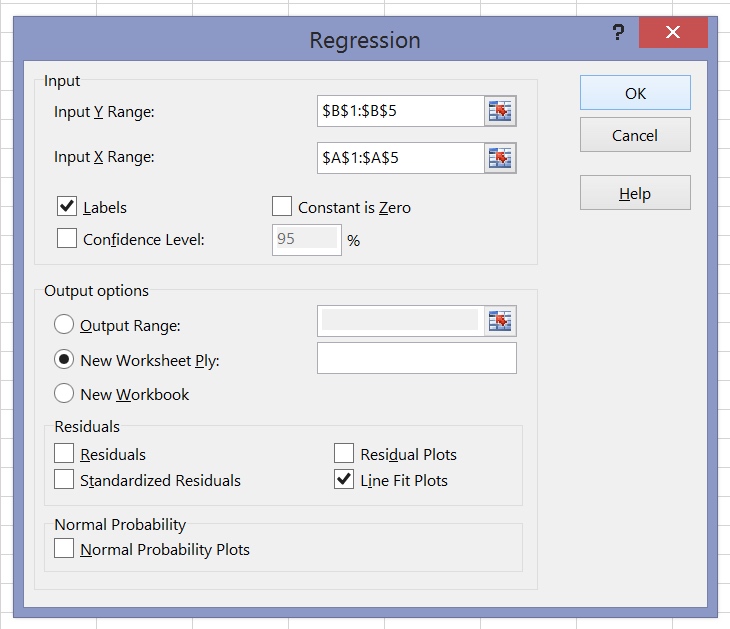 Regression
?
Input
OK
Input Y Range:
$B$1:$B$5
Cancel
Input X Range:
$A$1:$A$5
Help
Labels
Constant is Zero
Confidence Level:
95
%
Output options
Output Range:
New Worksheet Ply:
New Workbook
Residuals
Residuals
Residual Plots
Standardized Residuals
Line Fit Plots
Normal Probability
Normal Probability Plots